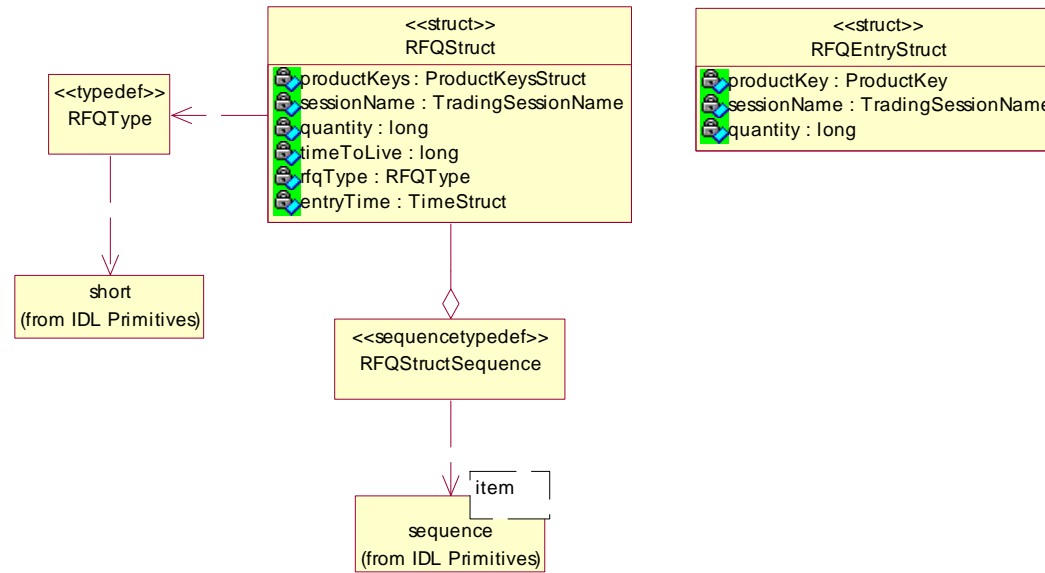 <<struct>>
RFQStruct
productKeys : ProductKeysStruct
sessionName : TradingSessionName
quantity : long
timeToLive : long
rfqType : RFQType
entryTime : TimeStruct
<<struct>>
RFQEntryStruct
productKey : ProductKey
sessionName : TradingSessionName
quantity : long
<<typedef>>
RFQType
short
(from IDL Primitives)
<<sequencetypedef>>
RFQStructSequence
item
sequence
(from IDL Primitives)